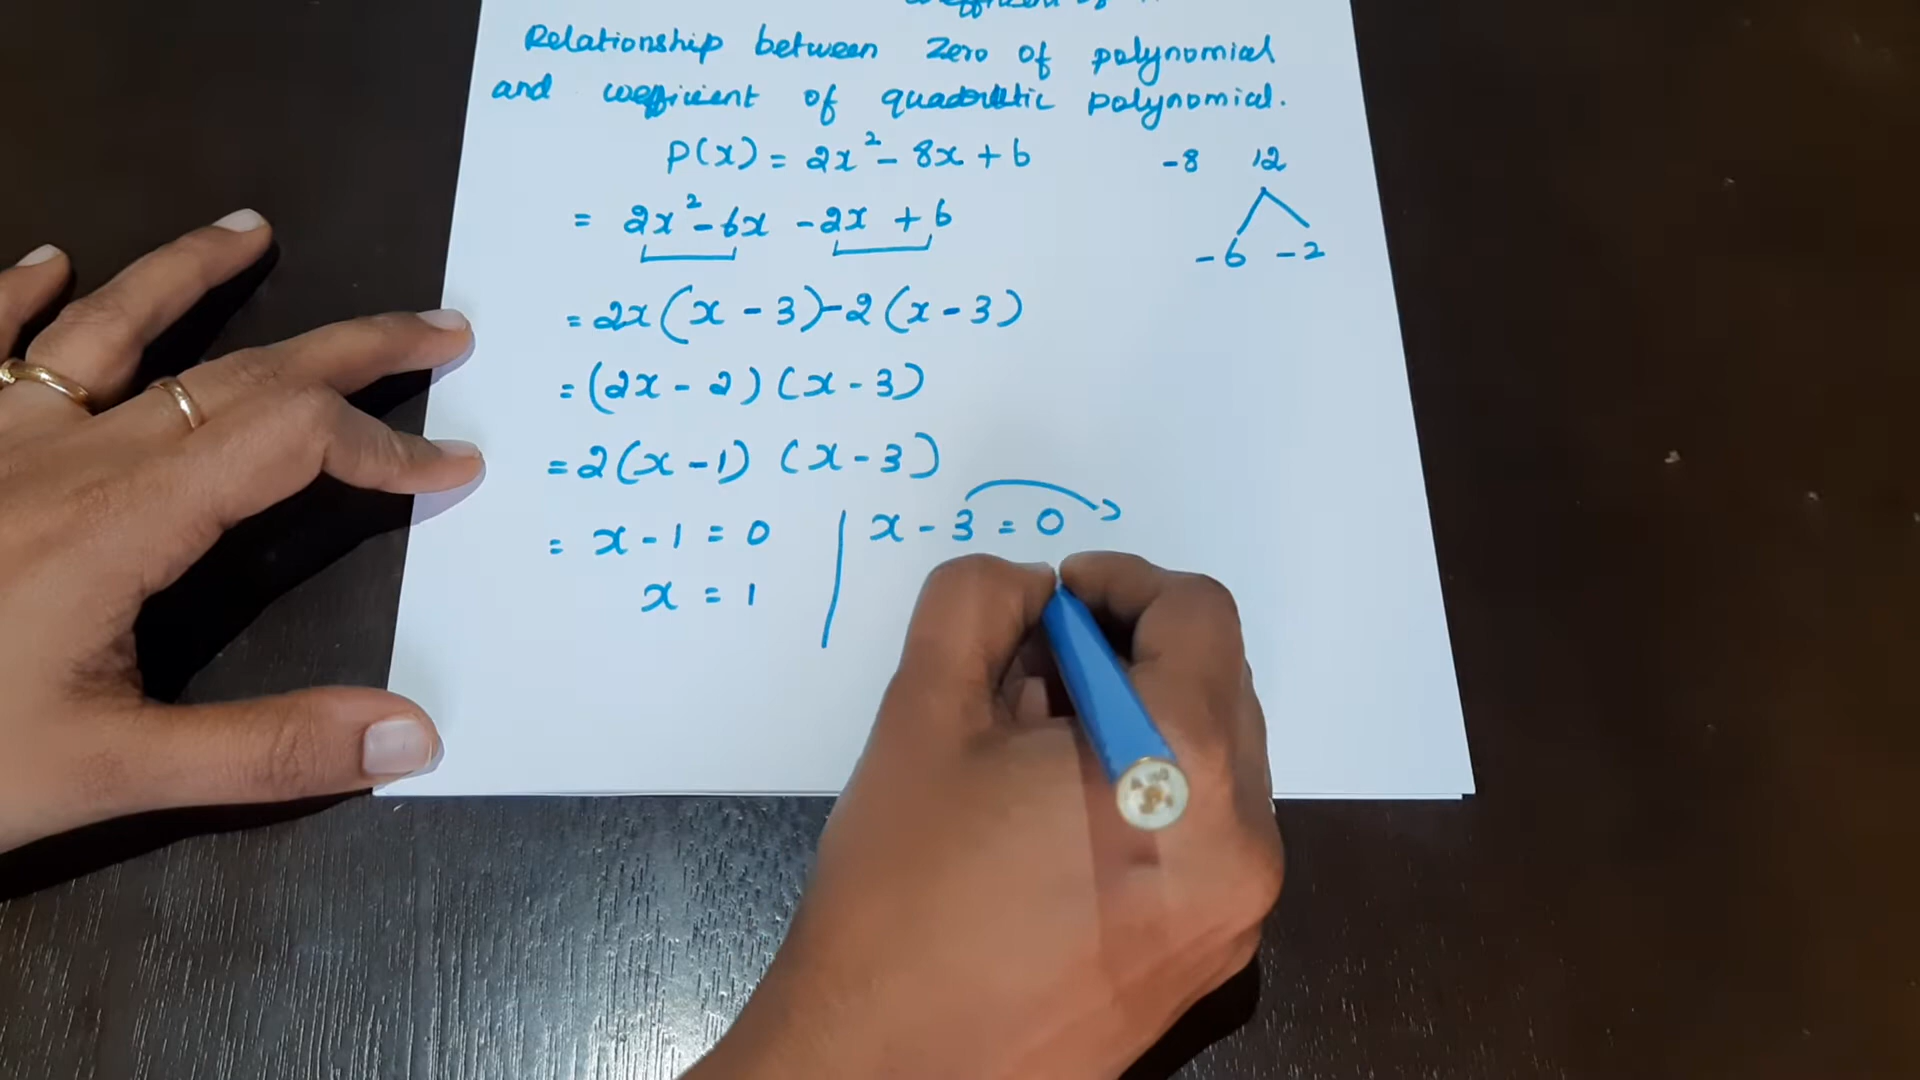 Relationship between Zero of polynomial
and coefficient of quadratic polynomial.
P(x) = 2x² - 8x + 6
-8 12
= 2x² - 6x - 2x + 6
-6 -2
= 2x(x - 3) - 2(x - 3)
= (2x - 2) (x - 3)
= 2(x - 1) (x - 3)
= x - 1 = 0
x - 3 = 0
x = 1